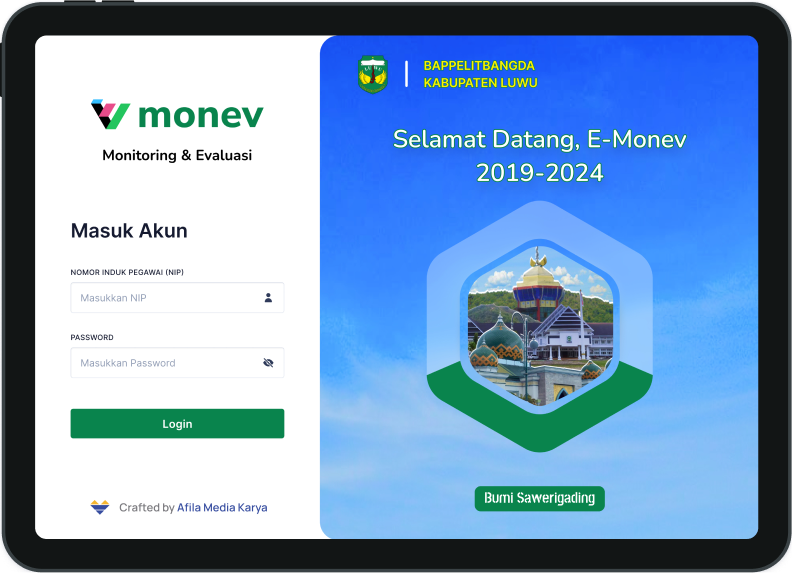 monev
Monitoring & Evaluasi
Masuk Akun
NOMOR INDUK PEGAWAI (NIP)
Masukkan NIP
PASSWORD
Masukkan Password
Login
Crafted by Afila Media Karya
BAPPELITBANGDA
KABUPATEN LUWU
Selamat Datang, E-Monev
2019-2024
Bumi Sawerigading